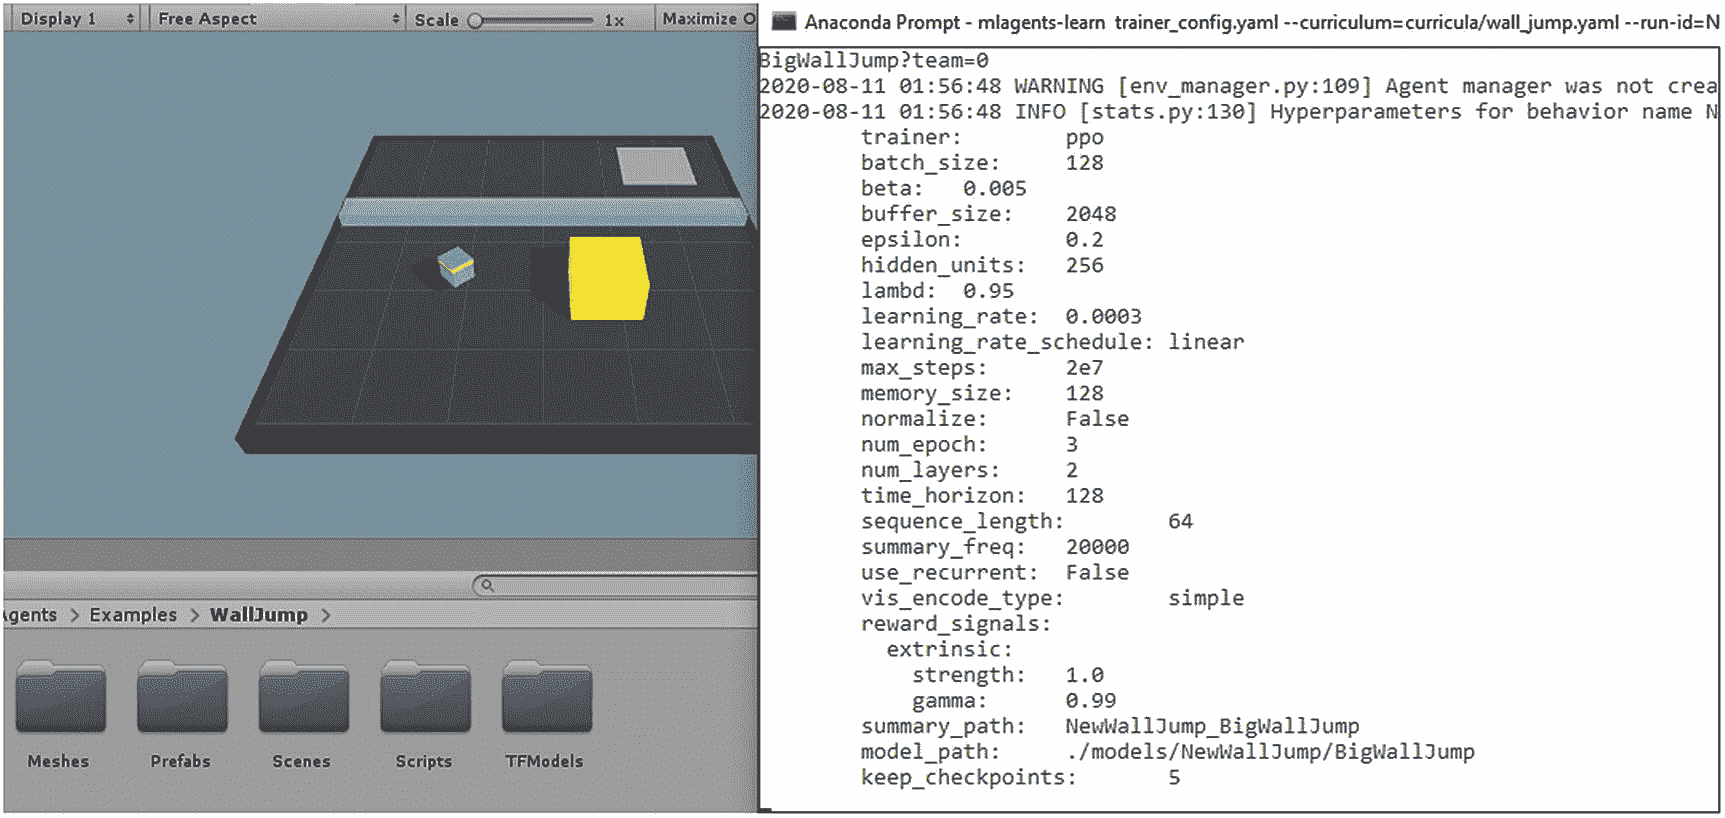 Display 1 Free Aspect Scale 1x Maximize O
Agents > Examples > WallJump >
Meshes Prefabs Scenes Scripts TFModels
Anaconda Prompt - mlagents-learn trainer_config.yaml --curriculum=curricula/wall_jump.yaml --run-id=N
BigWallJump?team=0
2020-08-11 01:56:48 WARNING [env_manager.py:109] Agent manager was not crea
2020-08-11 01:56:48 INFO [stats.py:130] Hyperparameters for behavior name N
trainer: ppo
batch_size: 128
beta: 0.005
buffer_size: 2048
epsilon: 0.2
hidden_units: 256
lambd: 0.95
learning_rate: 0.0003
learning_rate_schedule: linear
max_steps: 2e7
memory_size: 128
normalize: False
num_epoch: 3
num_layers: 2
time_horizon: 128
sequence_length: 64
summary_freq: 20000
use_recurrent: False
vis_encode_type: simple
reward_signals:
extrinsic:
strength: 1.0
gamma: 0.99
summary_path: NewWallJump_BigWallJump
model_path: ./models/NewWallJump/BigWallJump
keep_checkpoints: 5